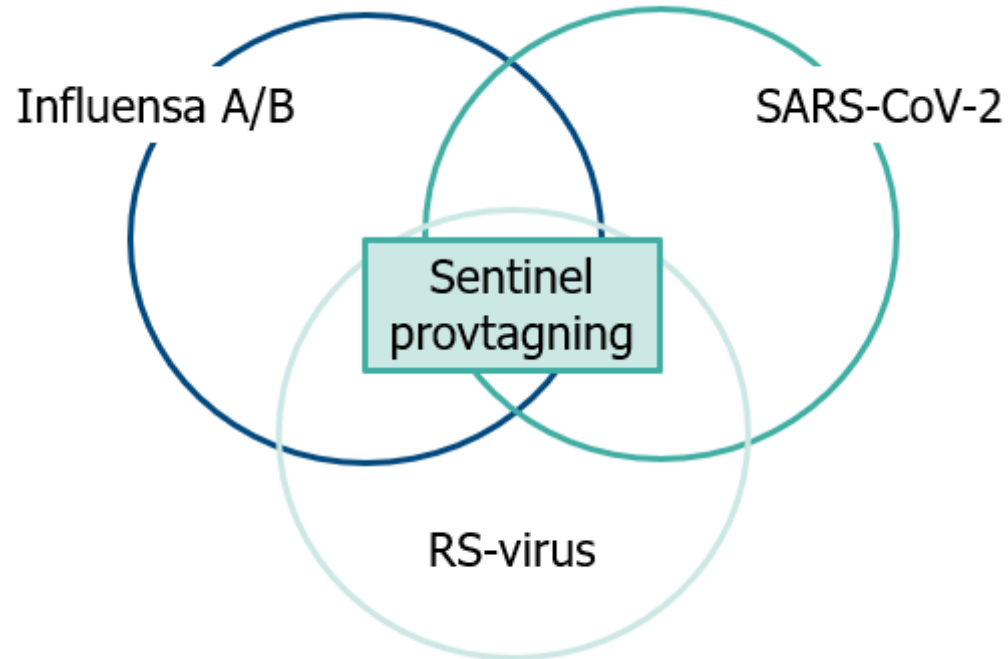 Influensa A/B
SARS-CoV-2
Sentinel
provtagning
RS-virus